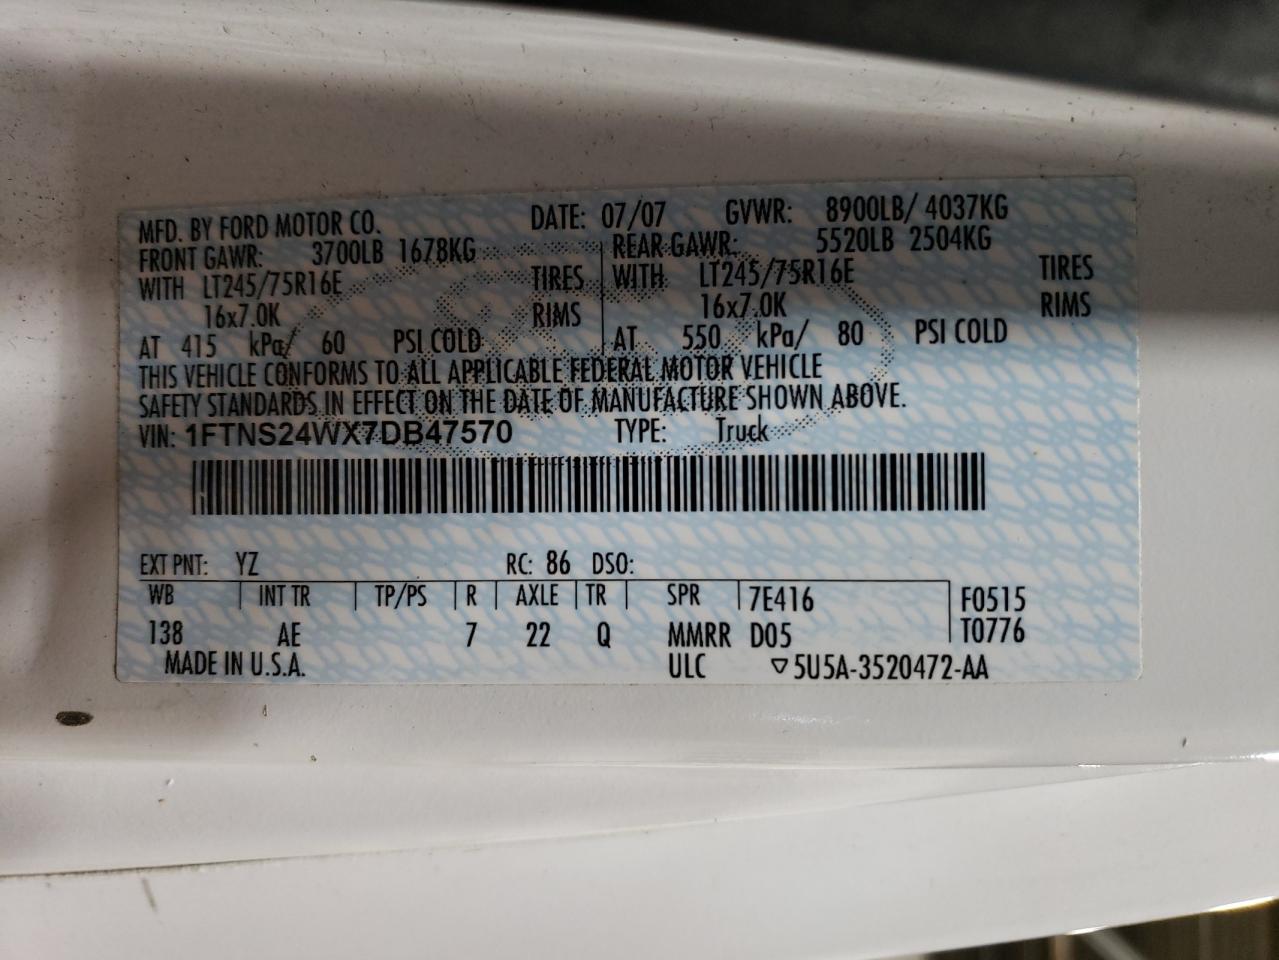 MFD. BY FORD MOTOR CO. DATE: 07/07 GVWR: 8900LB/ 4037KG
FRONT GAWR: 3700LB 1678KG REAR GAWR: 5520LB 2504KG
WITH LT245/75R16E TIRES WITH LT245/75R16E TIRES
16x7.0K RIMS 16x7.0K RIMS
AT 415 kPa/ 60 PSI COLD AT 550 kPa/ 80 PSI COLD
THIS VEHICLE CONFORMS TO ALL APPLICABLE FEDERAL MOTOR VEHICLE
SAFETY STANDARDS IN EFFECT ON THE DATE OF MANUFACTURE SHOWN ABOVE.
VIN: 1FTNS24WX7DB47570 TYPE: Truck
EXT PNT: YZ RC: 86 DSO:
WB INT TR TP/PS R AXLE TR SPR 7E416 F0515
138 AE 7 22 Q MMRR D05 T0776
MADE IN U.S.A. ULC ▽5U5A-3520472-AA